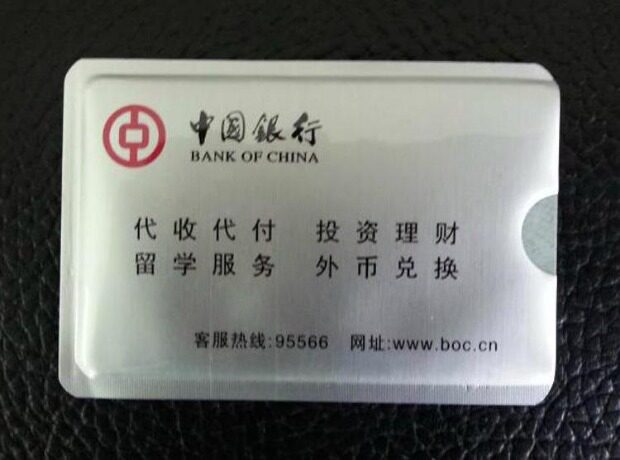 中国银行
BANK OF CHINA
代收代付 投资理财
留学服务 外币兑换
客服热线:95566 网址:www.boc.cn